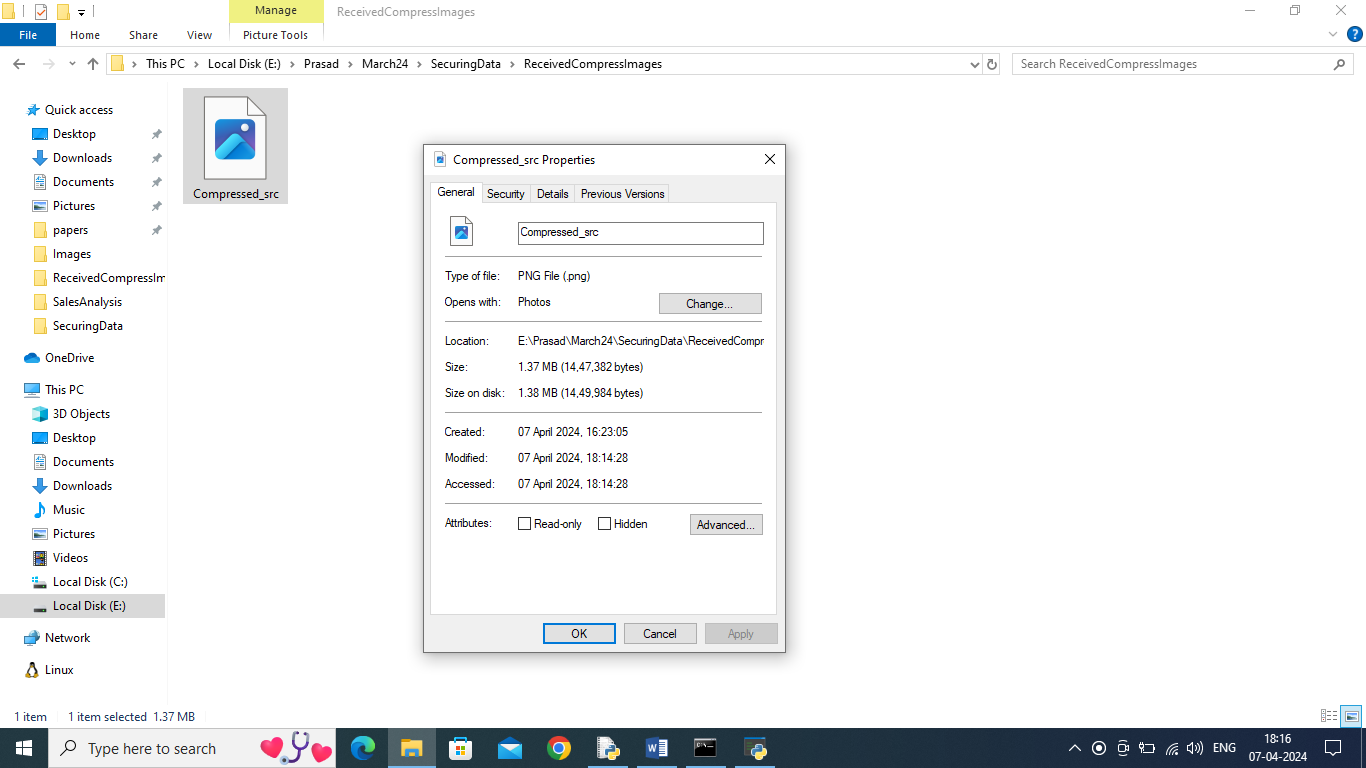 Manage
ReceivedCompressImages
File
Home
Share
View
Picture Tools
This PC
Local Disk (E:)
Prasad
March24
SecuringData
ReceivedCompressImages
Search ReceivedCompressImages
Quick access
Desktop
Downloads
Documents
Pictures
papers
Images
ReceivedCompressIm
SalesAnalysis
SecuringData
OneDrive
This PC
3D Objects
Desktop
Documents
Downloads
Music
Pictures
Videos
Local Disk (C:)
Local Disk (E:)
Network
Linux
Compressed_src
Compressed_src Properties
General
Security
Details
Previous Versions
Compressed_src
Type of file: PNG File (.png)
Opens with: Photos
Change...
Location: E:\Prasad\March24\SecuringData\ReceivedCompr
Size: 1.37 MB (14,47,382 bytes)
Size on disk: 1.38 MB (14,49,984 bytes)
Created: 07 April 2024, 16:23:05
Modified: 07 April 2024, 18:14:28
Accessed: 07 April 2024, 18:14:28
Attributes: Read-only Hidden
Advanced...
OK
Cancel
Apply
1 item
1 item selected 1.37 MB
Type here to search
ENG
18:16
07-04-2024